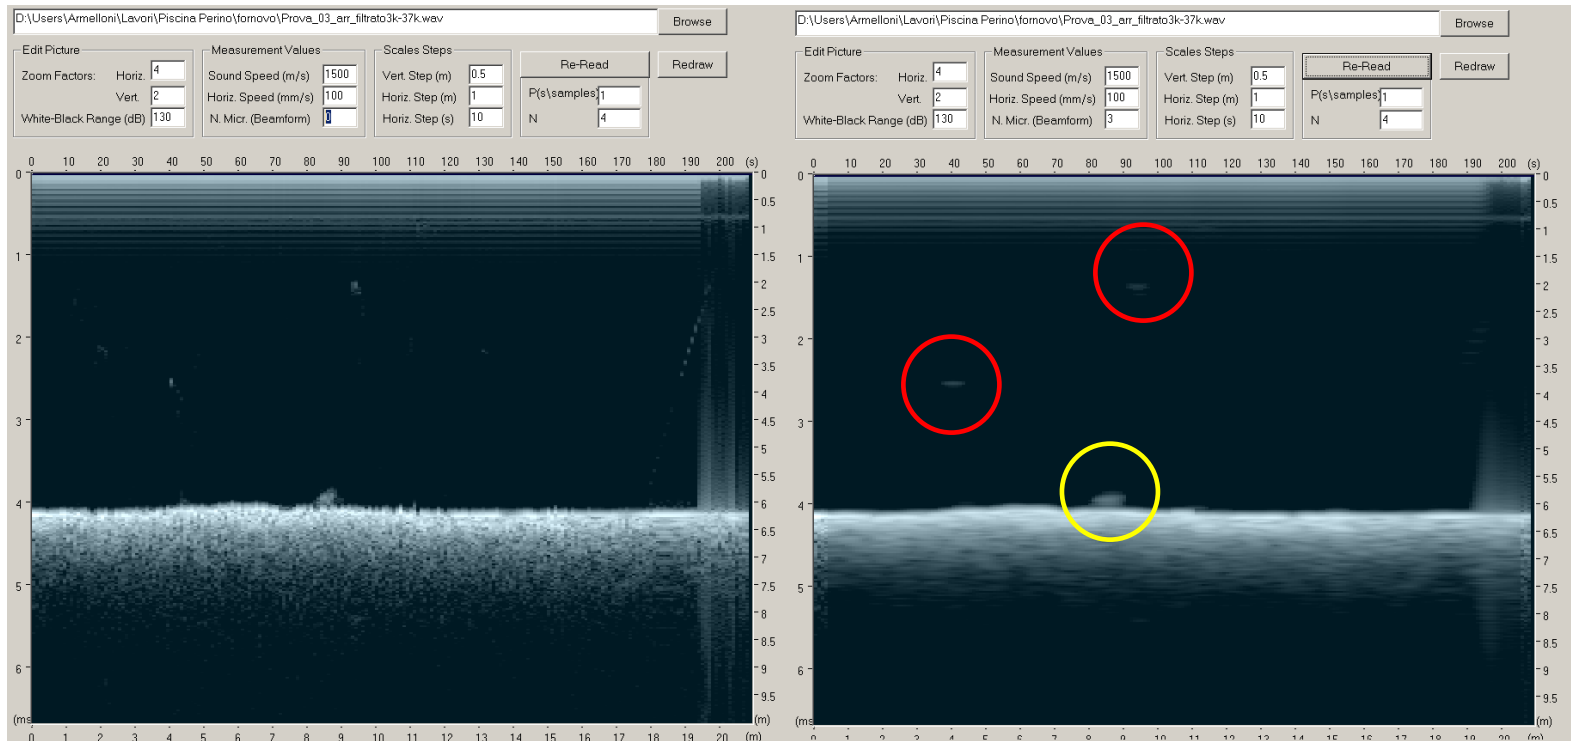 D:\Users\Armelloni\Lavori\Piscina Perino\fornovo\Prova_03_arr_filtrato3k-37k.wav Browse
Edit Picture Measurement Values Scales Steps Re-Read Redraw
Zoom Factors: Horiz. 4 Sound Speed (m/s) 1500 Vert. Step (m) 0.5
Vert. 2 Horiz. Speed (mm/s) 100 Horiz. Step (m) 1 P(s\samples) 1
White-Black Range (dB) 130 N. Micr. (Beamform) 0 Horiz. Step (s) 10 N 4
0 10 20 30 40 50 60 70 80 90 100 110 120 130 140 150 160 170 180 190 200 (s)
0 0
0.5
1
1 1.5
2
2.5
2 3
3.5
4
3 4.5
5
5.5
4 6
6.5
7
5 7.5
8
8.5
6 9
9.5
(ms (m)
0 1 2 3 4 5 6 7 8 9 10 11 12 13 14 15 16 17 18 19 20 (m)
D:\Users\Armelloni\Lavori\Piscina Perino\fornovo\Prova_03_arr_filtrato3k-37k.wav Browse
Edit Picture Measurement Values Scales Steps Re-Read Redraw
Zoom Factors: Horiz. 4 Sound Speed (m/s) 1500 Vert. Step (m) 0.5
Vert. 2 Horiz. Speed (mm/s) 100 Horiz. Step (m) 1 P(s\samples) 1
White-Black Range (dB) 130 N. Micr. (Beamform) 3 Horiz. Step (s) 10 N 4
0 10 20 30 40 50 60 70 80 90 100 110 120 130 140 150 160 170 180 190 200 (s)
0 0
0.5
1
1 1.5
2
2.5
2 3
3.5
4
3 4.5
5
5.5
4 6
6.5
7
5 7.5
8
8.5
6 9
9.5
(ms) (m)
0 1 2 3 4 5 6 7 8 9 10 11 12 13 14 15 16 17 18 19 20 (m)